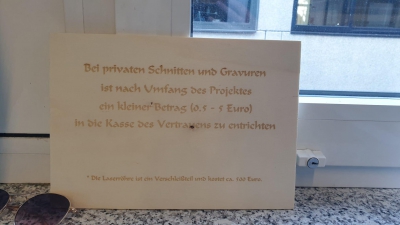 Bei privaten Schnitten und Gravuren
ist nach Umfang des Projektes
ein kleiner*Betrag (0,5 - 5 Euro)
in die Kasse des Vertrauens zu entrichten
* Die Laserröhre ist ein Verschleißteil und kostet ca. 500 Euro